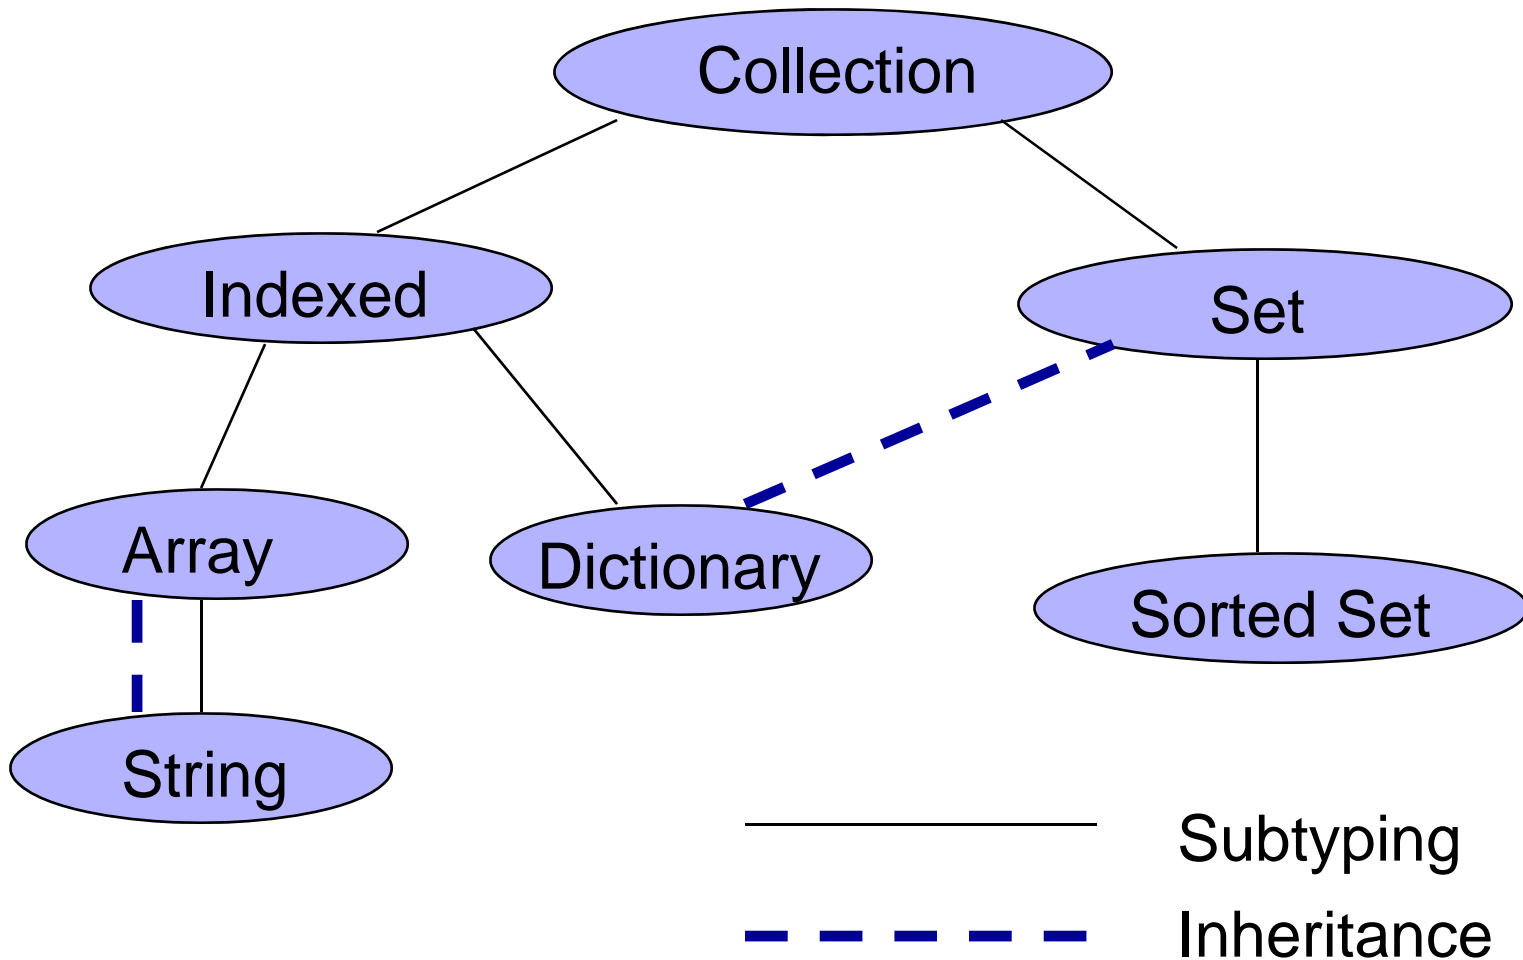 Collection
Indexed
Set
Array
Dictionary
Sorted Set
String
Subtyping
Inheritance